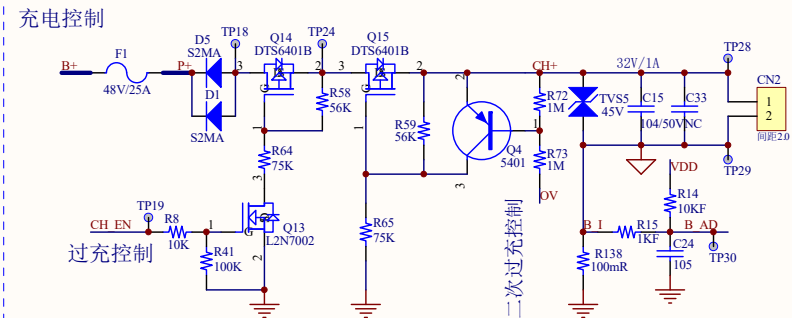 充电控制
B+
F1
48V/25A
P+
D5
S2MA
D1
S2MA
TP18
3
Q14
DTS6401B
G
1
2
TP24
R58
56K
3
Q15
DTS6401B
G
1
2
R59
56K
2
Q4
5401
1
3
CH+
R72
1M
R73
1M
OV
TVS5
45V
32V/1A
C15
C33
104/50VNC
TP28
CN2
1
2
间距2.0
TP29
R64
75K
3
TP19
CH_EN
R8
10K
1
G
Q13
L2N7002
2
过充控制
R41
100K
R65
75K
二次过充控制
VDD
R14
10KF
B_I
R15
1KF
B_AD
TP30
C24
105
R138
100mR